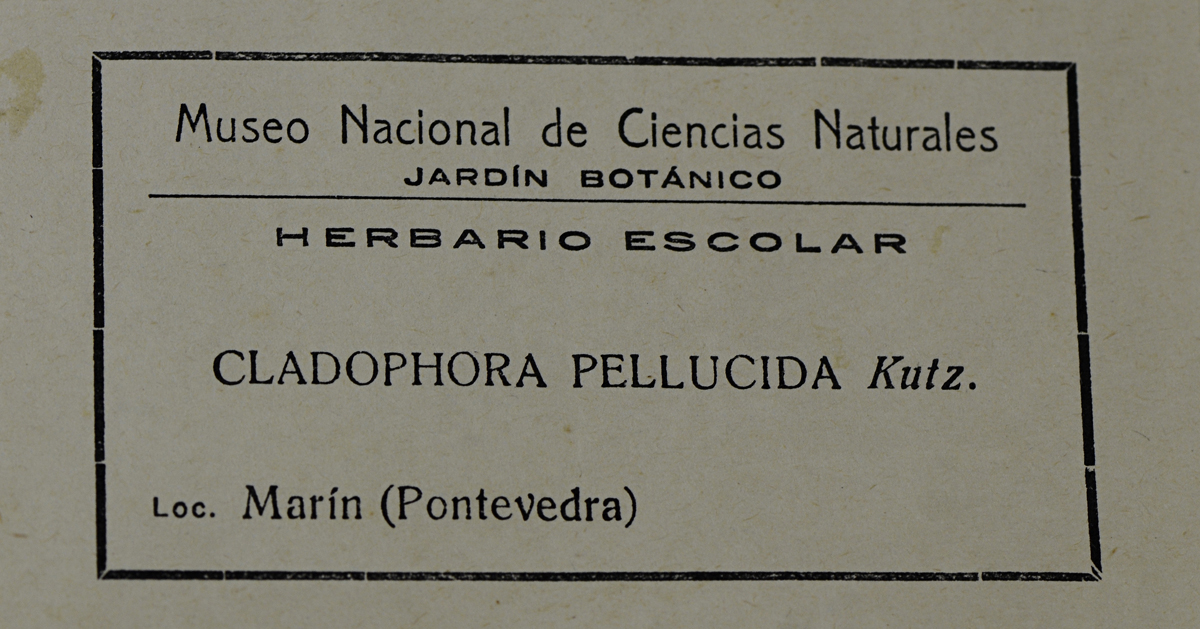 Museo Nacional de Ciencias Naturales
JARDÍN BOTÁNICO
HERBARIO ESCOLAR
CLADOPHORA PELLUCIDA Kutz.
Loc. Marín (Pontevedra)